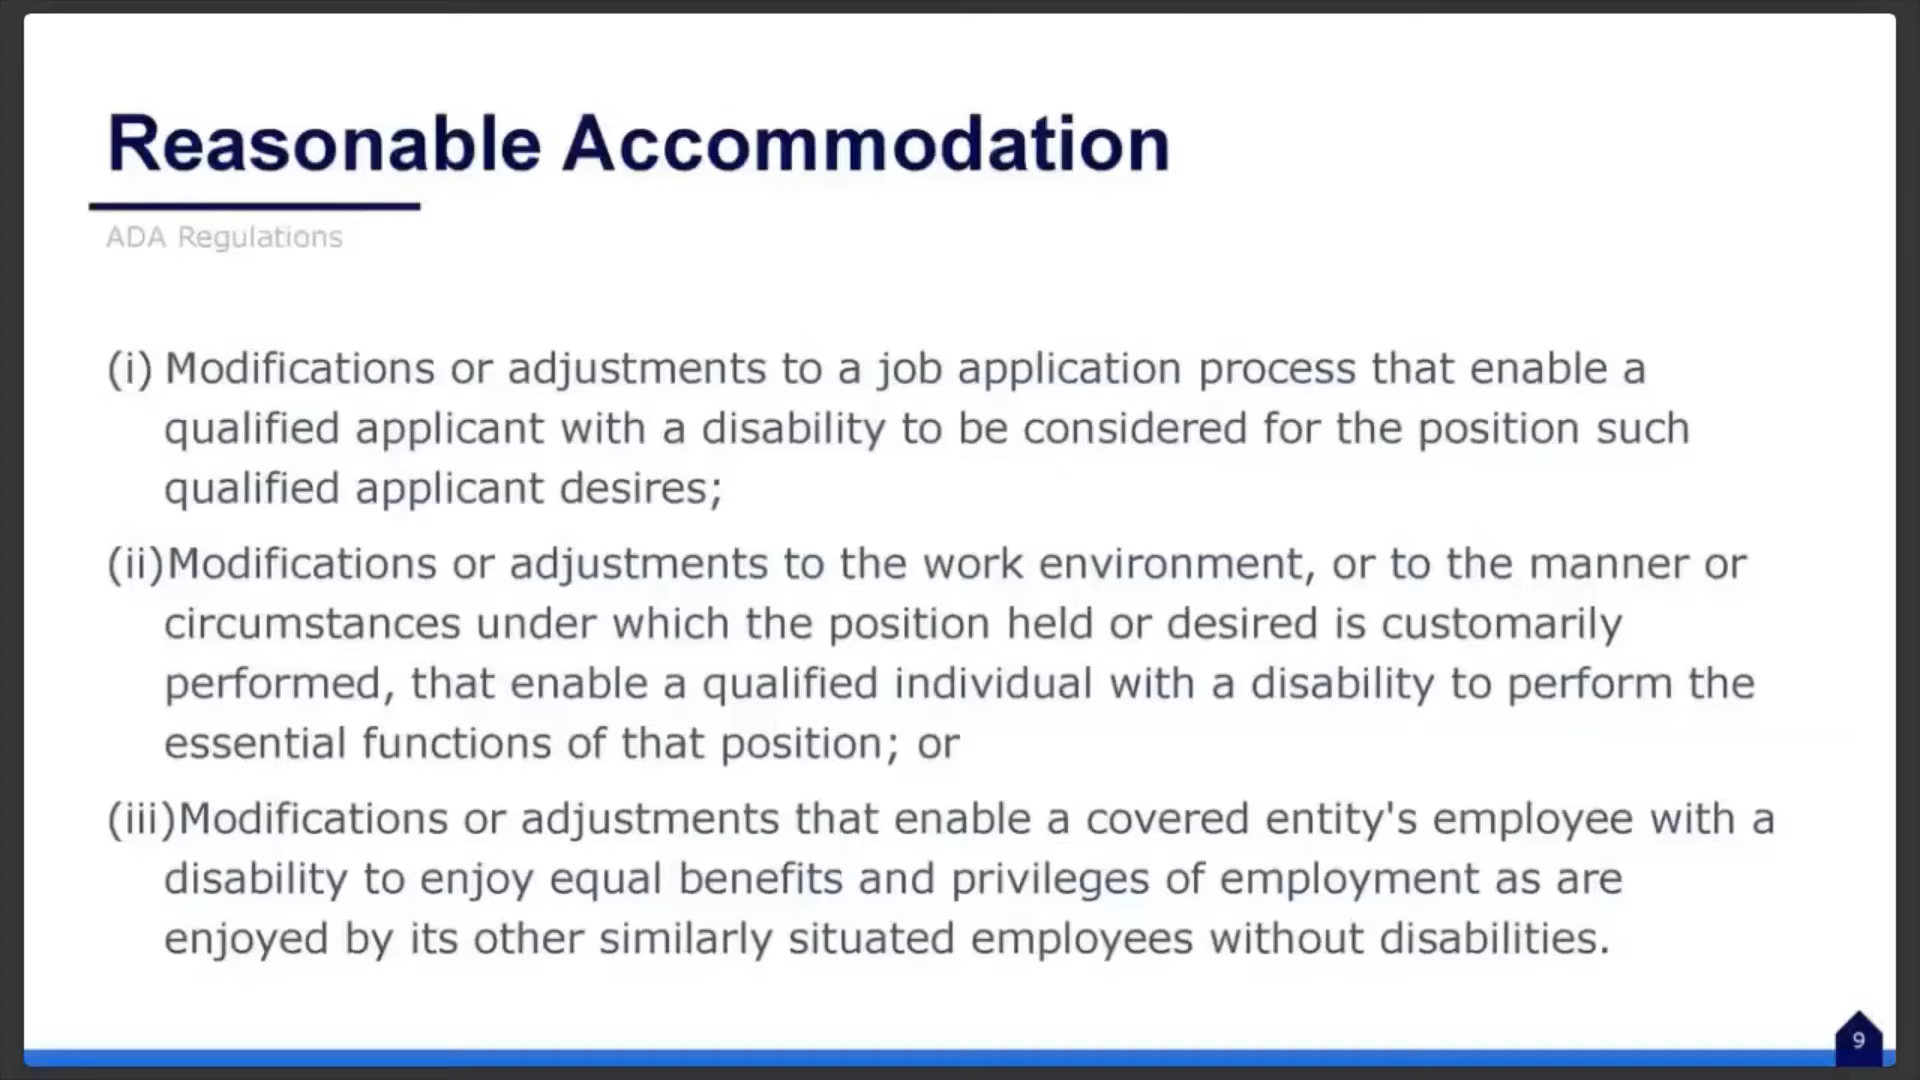 Reasonable Accommodation
ADA Regulations
(i) Modifications or adjustments to a job application process that enable a
qualified applicant with a disability to be considered for the position such
qualified applicant desires;
(ii)Modifications or adjustments to the work environment, or to the manner or
circumstances under which the position held or desired is customarily
performed, that enable a qualified individual with a disability to perform the
essential functions of that position; or
(iii)Modifications or adjustments that enable a covered entity's employee with a
disability to enjoy equal benefits and privileges of employment as are
enjoyed by its other similarly situated employees without disabilities.
9